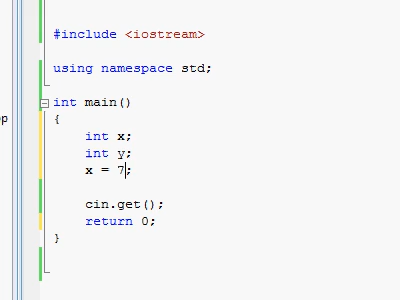 #include <iostream>
using namespace std;
int main()
{
int x;
int y;
x = 7;
cin.get();
return 0;
}